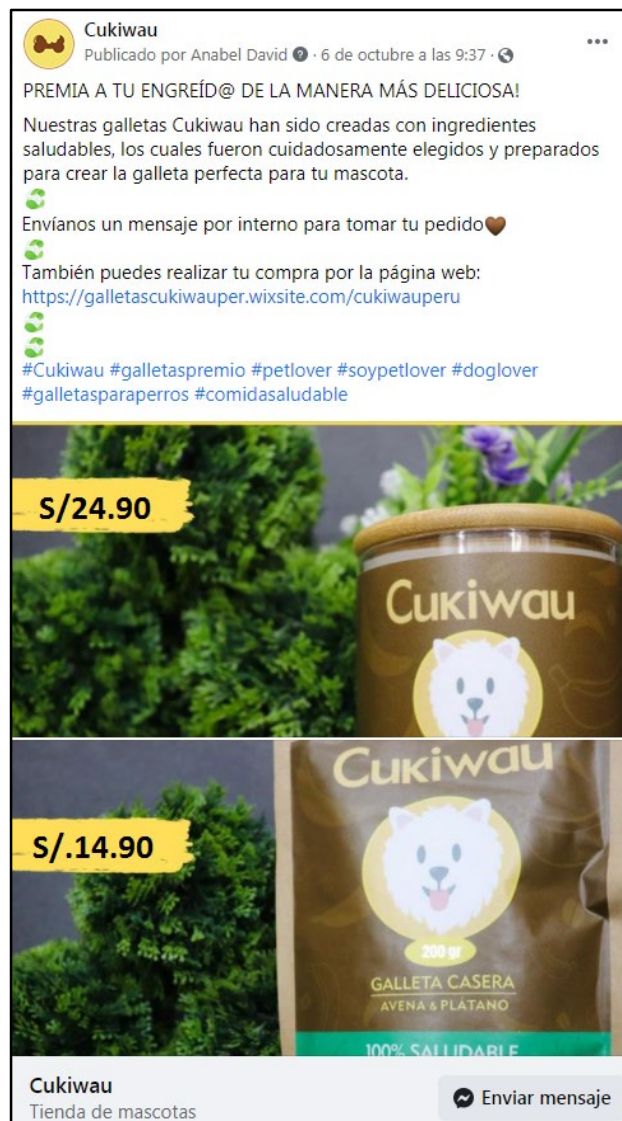 Cukiwau
Publicado por Anabel David · 6 de octubre a las 9:37 ·
PREMIA A TU ENGREÍD@ DE LA MANERA MÁS DELICIOSA!
Nuestras galletas Cukiwau han sido creadas con ingredientes
saludables, los cuales fueron cuidadosamente elegidos y preparados
para crear la galleta perfecta para tu mascota.
Envíanos un mensaje por interno para tomar tu pedido🤎
También puedes realizar tu compra por la página web:
https://galletascukiwauper.wixsite.com/cukiwauperu
#Cukiwau #galletaspremio #petlover #soypetlover #doglover
#galletasparaperros #comidasaludable
S/24.90
Cukiwau
Cukiwau
S/.14.90
200 gr
GALLETA CASERA
AVENA & PLÁTANO
100% SALUDABLE
Cukiwau
Tienda de mascotas
Enviar mensaje